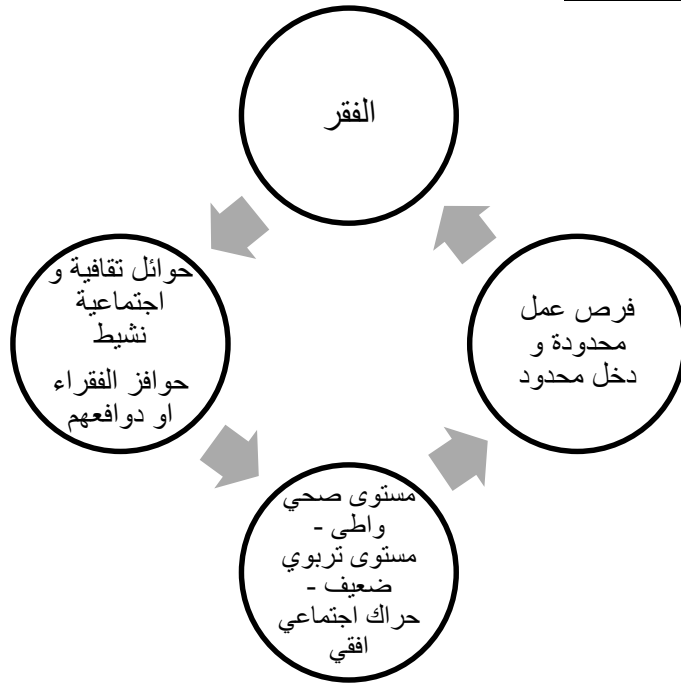 الفقر
حوائل تقافية و
اجتماعية
نشيط
حوافز الفقراء
او دوافعهم
مستوى صحي
واطى -
مستوى تربوي
ضعيف -
حراك اجتماعي
افقي
فرص عمل
محدودة و
دخل محدود